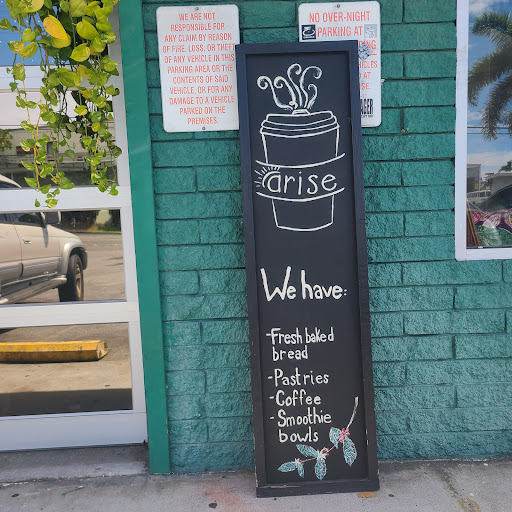 WE ARE NOT
RESPONSIBLE FOR
ANY CLAIM BY REASON
OF FIRE, LOSS, OR THEFT
OF ANY VEHICLE IN THIS
PARKING AREA OR THE
CONTENTS OF SAID
VEHICLE, OR FOR ANY
DAMAGE TO A VEHICLE
PARKED ON THE
PREMISES.
NO OVER-NIGHT
PARKING
arise
We have:
-Fresh baked
bread
-Pastries
-Coffee
-Smoothie
bowls